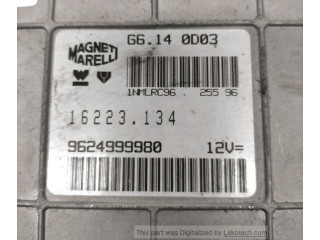 MAGNETI
MARELLI
G6.14 0D03
1NMLRC96 255 96
16223.134
9624999980 12V=
This part was Digitalized by Lekotech.com